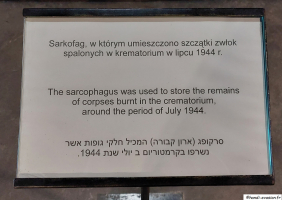 Sarkofag, w którym umieszczono szczątki zwłok
spalonych w krematorium w lipcu 1944 r.
The sarcophagus was used to store the remains
of corpses burnt in the crematorium,
around the period of July 1944.
סרקופג (ארון קבורה) המכיל חלקי גופות אשר
נשרפו בקרמטוריום ב יולי שנת 1944.